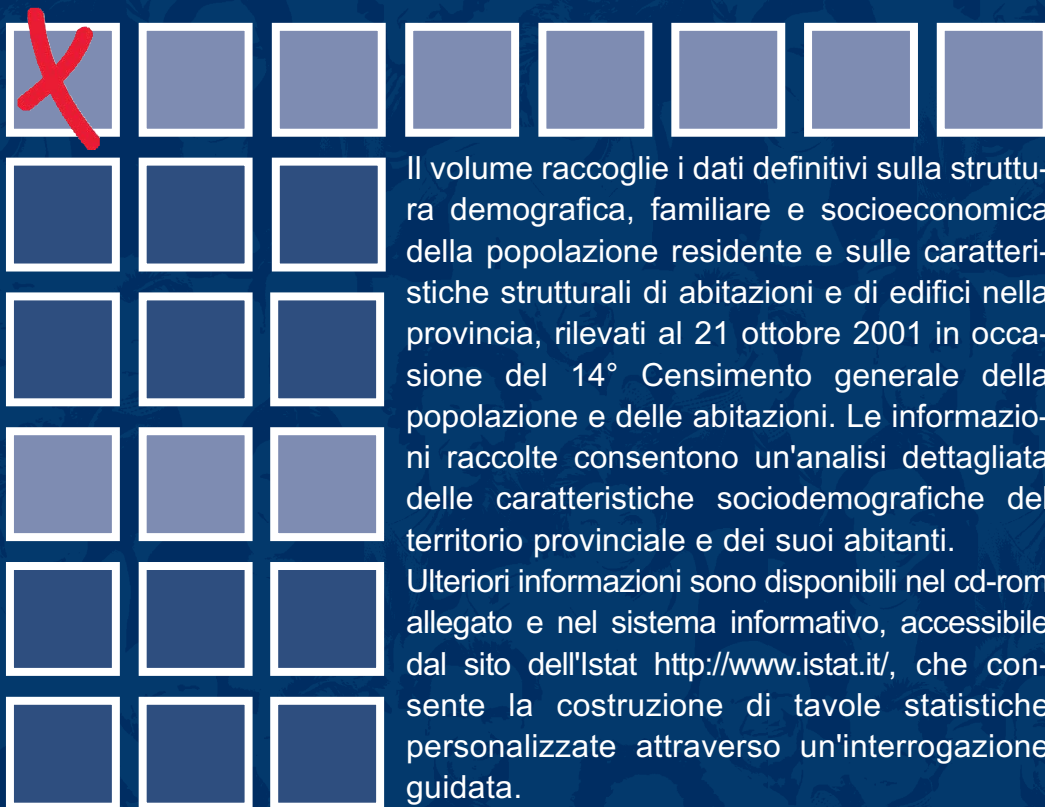 Il volume raccoglie i dati definitivi sulla struttu-
ra demografica, familiare e socioeconomica
della popolazione residente e sulle caratteri-
stiche strutturali di abitazioni e di edifici nella
provincia, rilevati al 21 ottobre 2001 in occa-
sione del 14° Censimento generale della
popolazione e delle abitazioni. Le informazio-
ni raccolte consentono un'analisi dettagliata
delle caratteristiche sociodemografiche del
territorio provinciale e dei suoi abitanti.
Ulteriori informazioni sono disponibili nel cd-rom
allegato e nel sistema informativo, accessibile
dal sito dell'Istat http://www.istat.it/, che con-
sente la costruzione di tavole statistiche
personalizzate attraverso un'interrogazione
guidata.